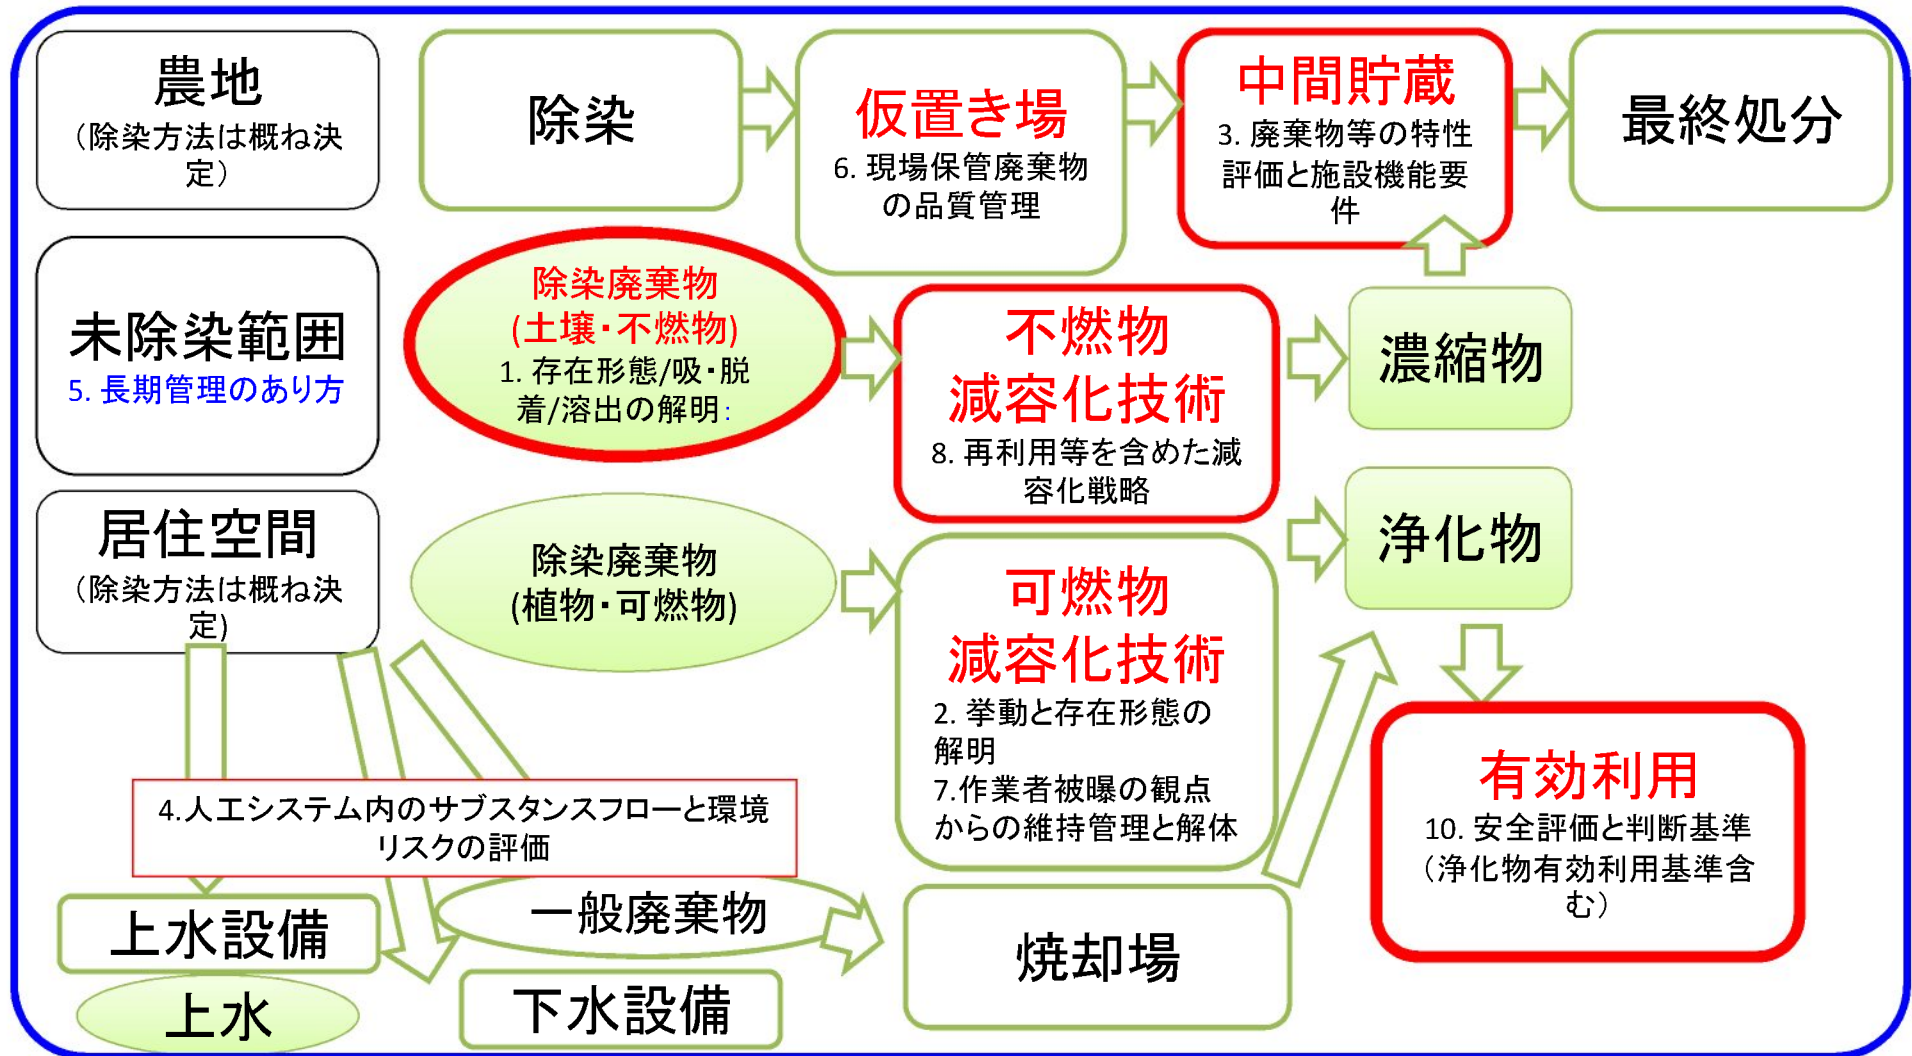 農地
（除染方法は概ね決
定）
除染
仮置き場
6. 現場保管廃棄物
の品質管理
中間貯蔵
3. 廃棄物等の特性
評価と施設機能要
件
最終処分
未除染範囲
5. 長期管理のあり方
除染廃棄物
(土壌・不燃物)
1. 存在形態/吸・脱
着/溶出の解明:
不燃物
減容化技術
8. 再利用等を含めた減
容化戦略
濃縮物
居住空間
（除染方法は概ね決
定)
除染廃棄物
(植物・可燃物)
可燃物
減容化技術
2. 挙動と存在形態の
解明
7.作業者被曝の観点
からの維持管理と解体
浄化物
有効利用
10. 安全評価と判断基準
（浄化物有効利用基準含
む）
4.人工システム内のサブスタンスフローと環境
リスクの評価
上水設備
上水
一般廃棄物
下水設備
焼却場